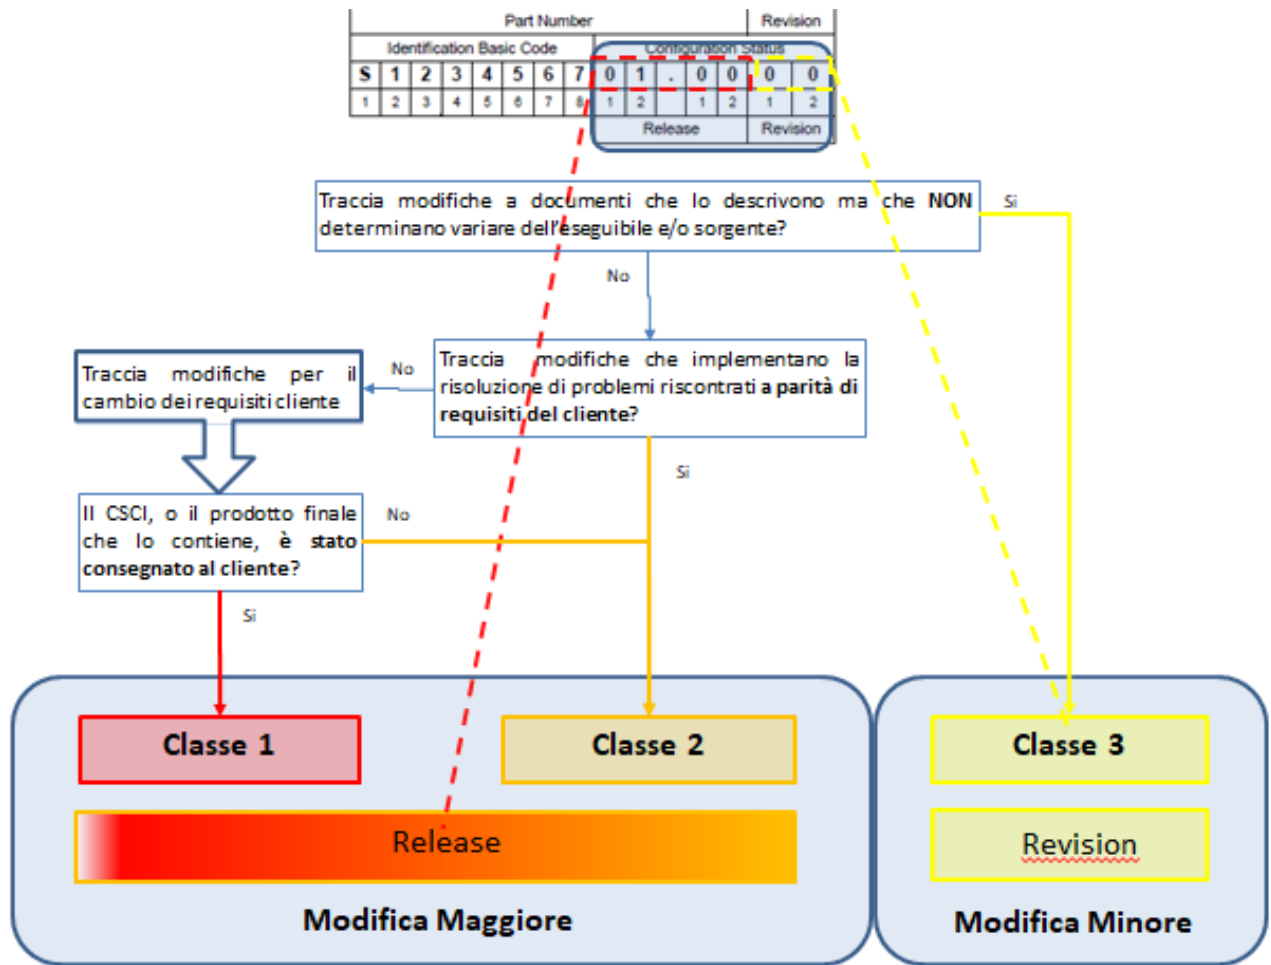 Part Number Revision
Identification Basic Code Configuration Status
S 1 2 3 4 5 6 7 0 1 . 0 0 0 0
1 2 3 4 5 6 7 8 1 2 1 2 1 2
Release Revision
Traccia modifiche a documenti che lo descrivono ma che NON
determinano variare dell'eseguibile e/o sorgente?
Si
No
Traccia modifiche che implementano la
risoluzione di problemi riscontrati a parità di
requisiti del cliente?
No
Traccia modifiche per il
cambio dei requisiti cliente
Si
Il CSCI, o il prodotto finale
che lo contiene, è stato
consegnato al cliente?
No
Si
Classe 1
Classe 2
Classe 3
Release
Revision
Modifica Maggiore
Modifica Minore